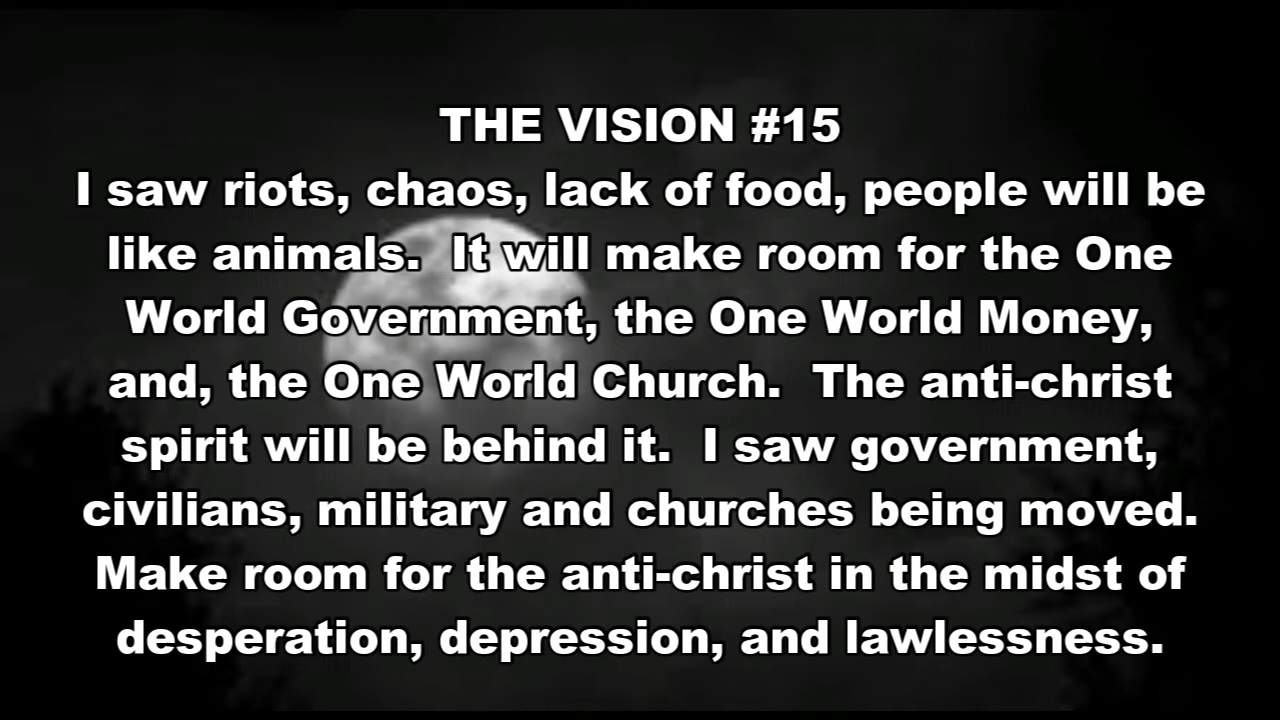 THE VISION #15
I saw riots, chaos, lack of food, people will be
like animals.  It will make room for the One
World Government, the One World Money,
and, the One World Church.  The anti-christ
spirit will be behind it.  I saw government,
civilians, military and churches being moved.
Make room for the anti-christ in the midst of
desperation, depression, and lawlessness.